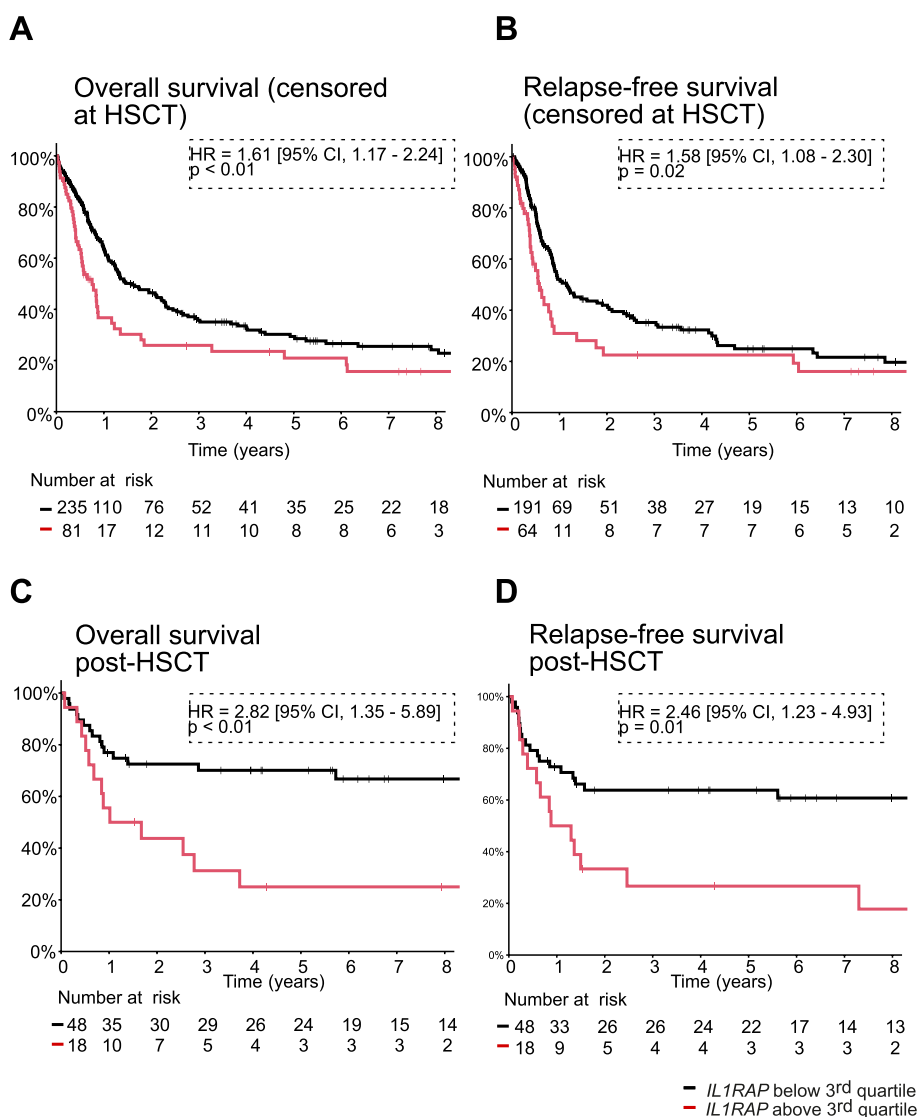 A
Overall survival (censored
at HSCT)
HR = 1.61 [95% CI, 1.17 - 2.24]
p < 0.01
100%
80%
60%
40%
20%
0%
0 1 2 3 4 5 6 7 8
Time (years)
Number at risk
235 110 76 52 41 35 25 22 18
81 17 12 11 10 8 8 6 3
B
Relapse-free survival
(censored at HSCT)
HR = 1.58 [95% CI, 1.08 - 2.30]
p = 0.02
100%
80%
60%
40%
20%
0%
0 1 2 3 4 5 6 7 8
Time (years)
Number at risk
191 69 51 38 27 19 15 13 10
64 11 8 7 7 7 6 5 2
C
Overall survival
post-HSCT
HR = 2.82 [95% CI, 1.35 - 5.89]
p < 0.01
100%
80%
60%
40%
20%
0%
0 1 2 3 4 5 6 7 8
Time (years)
Number at risk
48 35 30 29 26 24 19 15 14
18 10 7 5 4 3 3 3 2
D
Relapse-free survival
post-HSCT
HR = 2.46 [95% CI, 1.23 - 4.93]
p = 0.01
100%
80%
60%
40%
20%
0%
0 1 2 3 4 5 6 7 8
Time (years)
Number at risk
48 33 26 26 24 22 17 14 13
18 9 5 4 4 3 3 3 2
IL1RAP below 3rd quartile
IL1RAP above 3rd quartile